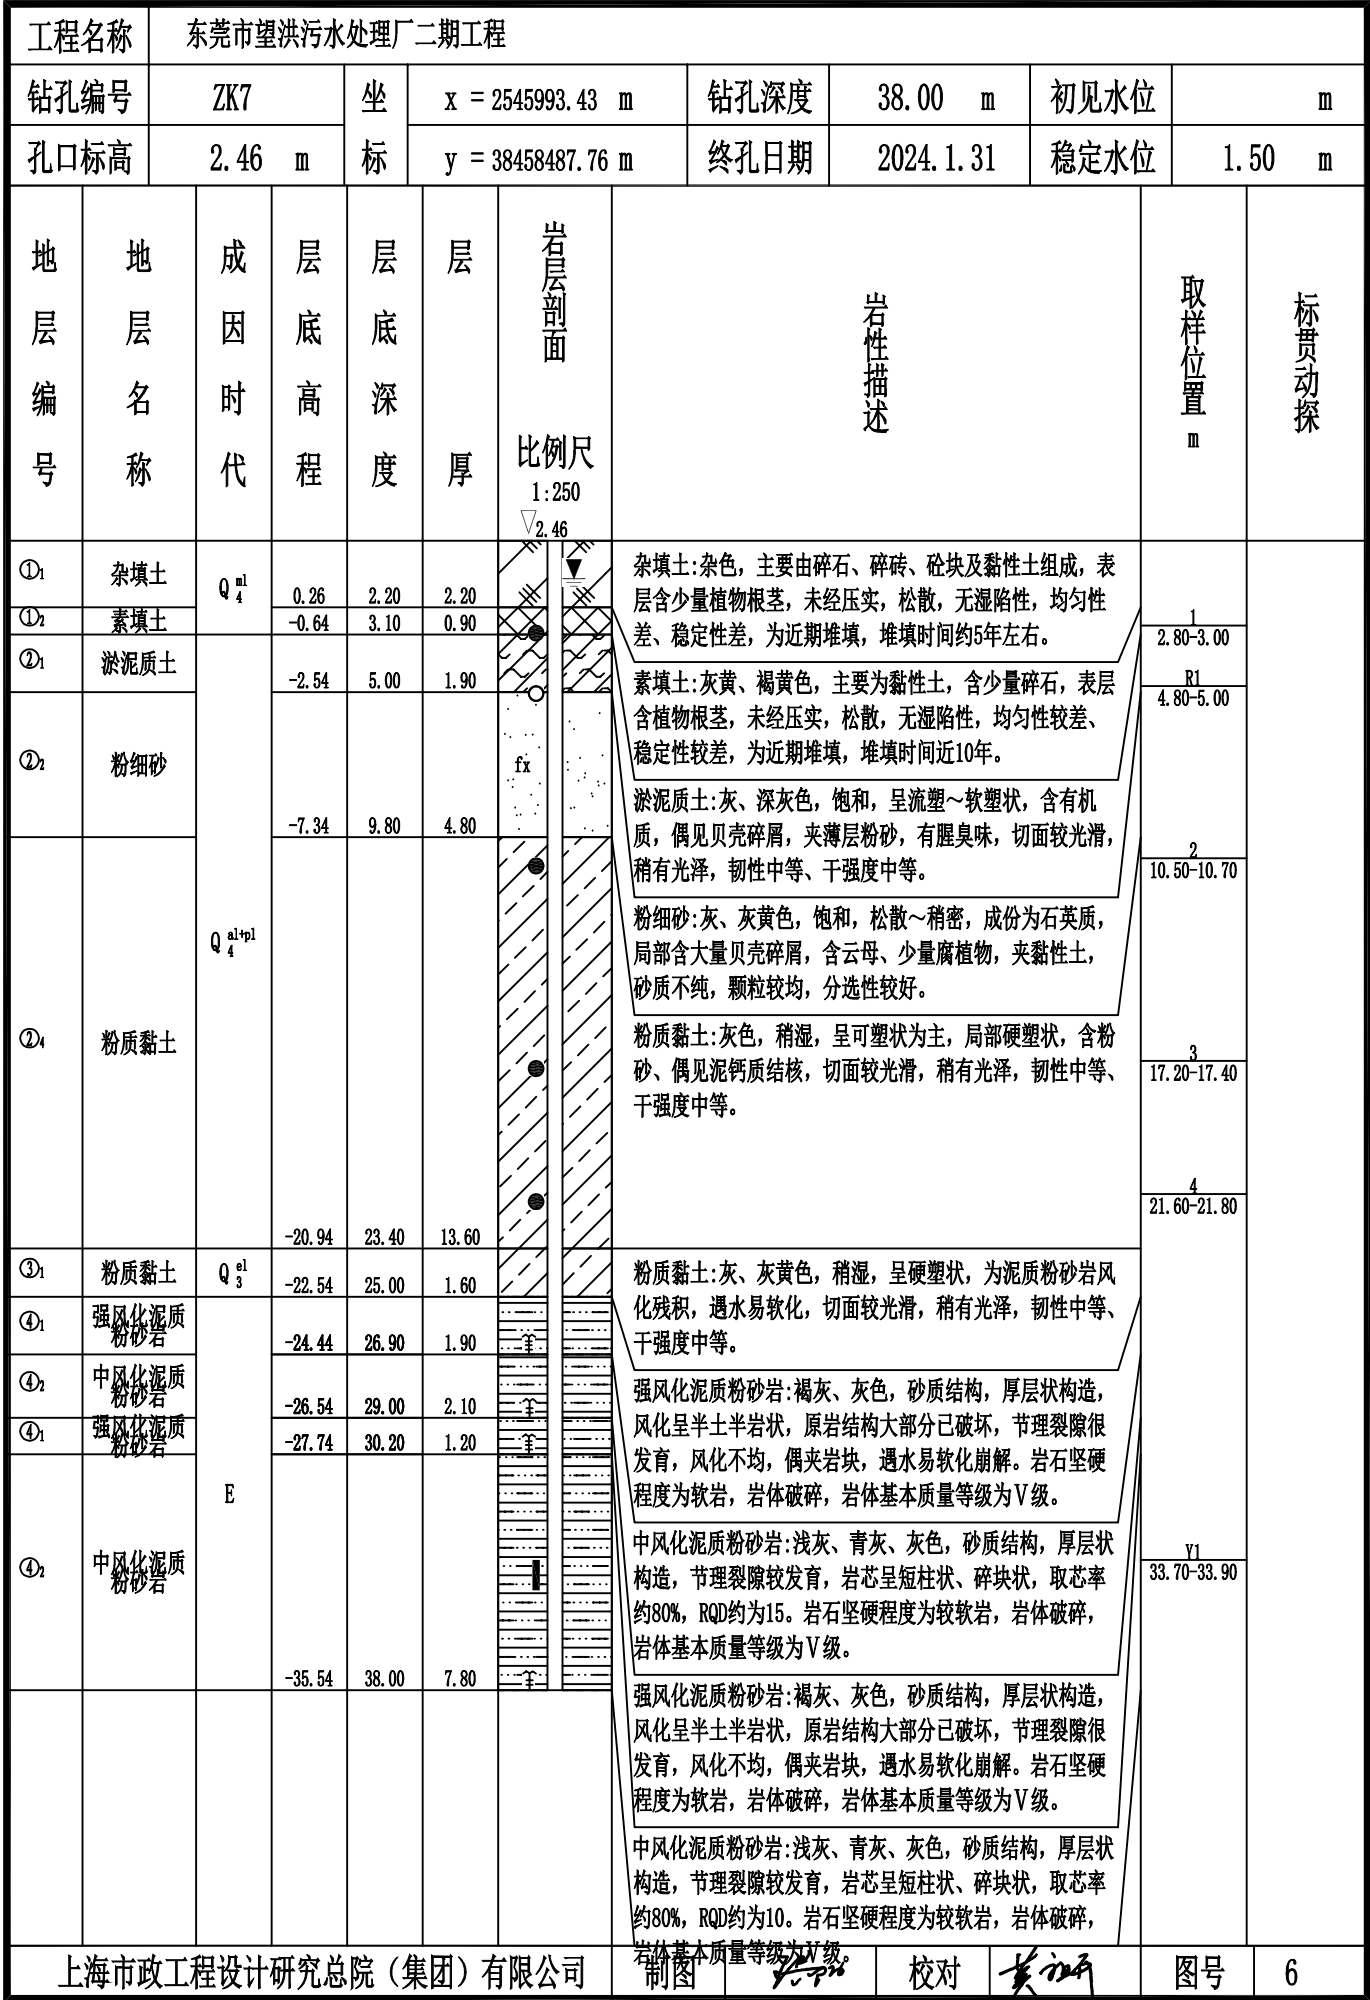 工程名称 东莞市望洪污水处理厂二期工程
钻孔编号 ZK7 坐标 x = 2545993.43 m 钻孔深度 38.00 m 初见水位 m
孔口标高 2.46 m y = 38458487.76 m 终孔日期 2024.1.31 稳定水位 1.50 m
地层编号 地层名称 成因时代 层底高程 层底深度 层厚 岩层剖面 岩性描述 取样位置 m 标贯动探
比例尺
1:250
2.46
①1 杂填土 Q4 ml 0.26 2.20 2.20
①2 素填土 -0.64 3.10 0.90
②1 淤泥质土 -2.54 5.00 1.90
②2 粉细砂 -7.34 9.80 4.80
fx
②4 粉质黏土 Q4 al+pl -20.94 23.40 13.60
③1 粉质黏土 Q3 el -22.54 25.00 1.60
④1 强风化泥质
粉砂岩 -24.44 26.90 1.90
④2 中风化泥质
粉砂岩 -26.54 29.00 2.10
④1 强风化泥质
粉砂岩 -27.74 30.20 1.20
E
④2 中风化泥质
粉砂岩 -35.54 38.00 7.80
杂填土:杂色，主要由碎石、碎砖、砼块及黏性土组成，表
层含少量植物根茎，未经压实，松散，无湿陷性，均匀性
差、稳定性差，为近期堆填，堆填时间约5年左右。
素填土:灰黄、褐黄色，主要为黏性土，含少量碎石，表层
含植物根茎，未经压实，松散，无湿陷性，均匀性较差、
稳定性较差，为近期堆填，堆填时间近10年。
淤泥质土:灰、深灰色，饱和，呈流塑～软塑状，含有机
质，偶见贝壳碎屑，夹薄层粉砂，有腥臭味，切面较光滑，
稍有光泽，韧性中等、干强度中等。
粉细砂:灰、灰黄色，饱和，松散～稍密，成份为石英质，
局部含大量贝壳碎屑，含云母、少量腐植物，夹黏性土，
砂质不纯，颗粒较均，分选性较好。
粉质黏土:灰色，稍湿，呈可塑状为主，局部硬塑状，含粉
砂、偶见泥钙质结核，切面较光滑，稍有光泽，韧性中等、
干强度中等。
粉质黏土:灰、灰黄色，稍湿，呈硬塑状，为泥质粉砂岩风
化残积，遇水易软化，切面较光滑，稍有光泽，韧性中等、
干强度中等。
强风化泥质粉砂岩:褐灰、灰色，砂质结构，厚层状构造，
风化呈半土半岩状，原岩结构大部分已破坏，节理裂隙很
发育，风化不均，偶夹岩块，遇水易软化崩解。岩石坚硬
程度为软岩，岩体破碎，岩体基本质量等级为Ⅴ级。
中风化泥质粉砂岩:浅灰、青灰、灰色，砂质结构，厚层状
构造，节理裂隙较发育，岩芯呈短柱状、碎块状，取芯率
约80%，RQD约为15。岩石坚硬程度为较软岩，岩体破碎，
岩体基本质量等级为Ⅴ级。
强风化泥质粉砂岩:褐灰、灰色，砂质结构，厚层状构造，
风化呈半土半岩状，原岩结构大部分已破坏，节理裂隙很
发育，风化不均，偶夹岩块，遇水易软化崩解。岩石坚硬
程度为软岩，岩体破碎，岩体基本质量等级为Ⅴ级。
中风化泥质粉砂岩:浅灰、青灰、灰色，砂质结构，厚层状
构造，节理裂隙较发育，岩芯呈短柱状、碎块状，取芯率
约80%，RQD约为10。岩石坚硬程度为较软岩，岩体破碎，
岩体基本质量等级为Ⅴ级。
1
2.80-3.00
R1
4.80-5.00
2
10.50-10.70
3
17.20-17.40
4
21.60-21.80
Y1
33.70-33.90
上海市政工程设计研究总院（集团）有限公司 制图 校对 图号 6